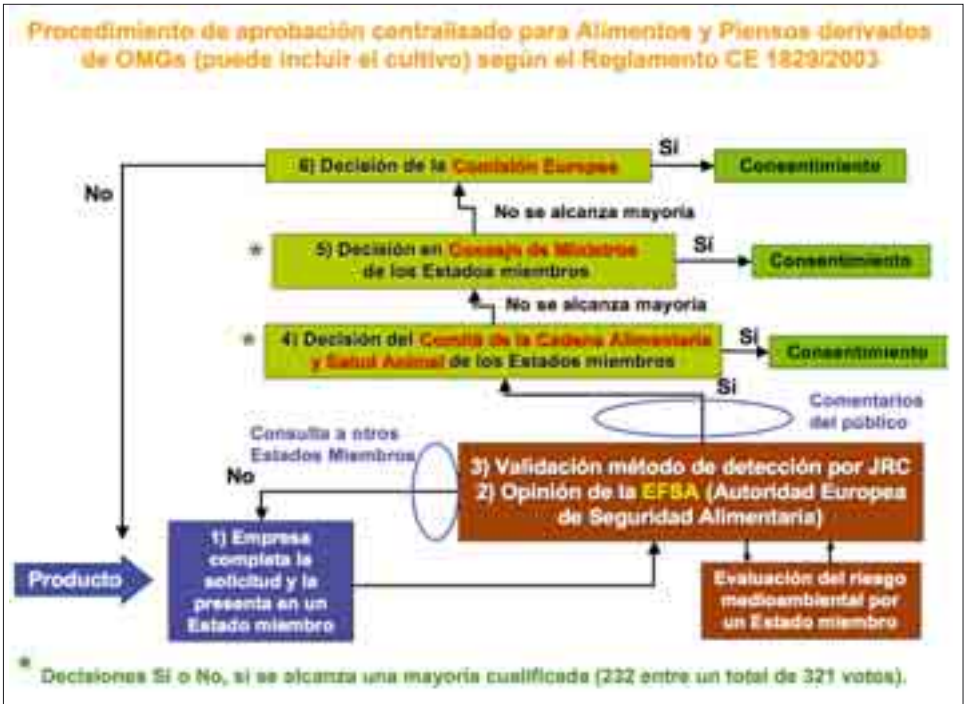 Procedimiento de aprobación centralizado para Alimentos y Piensos derivados
de OMGs (puede incluir el cultivo) según el Reglamento CE 1829/2003
6) Decisión de la Comisión Europea
Sí
Consentimiento
No
No se alcanza mayoría
* 5) Decisión en Consejo de Ministros
de los Estados miembros
Sí
Consentimiento
No se alcanza mayoría
* 4) Decisión del Comité de la Cadena Alimentaria
y Salud Animal de los Estados miembros
Sí
Consentimiento
Sí
Comentarios
del público
Consulta a otros
Estados Miembros
No
3) Validación método de detección por JRC
2) Opinión de la EFSA (Autoridad Europea
de Seguridad Alimentaria)
Producto
1) Empresa
completa la
solicitud y la
presenta en un
Estado miembro
Evaluación del riesgo
medioambiental por
un Estado miembro
* Decisiones Sí o No, si se alcanza una mayoría cualificada (232 entre un total de 321 votos).